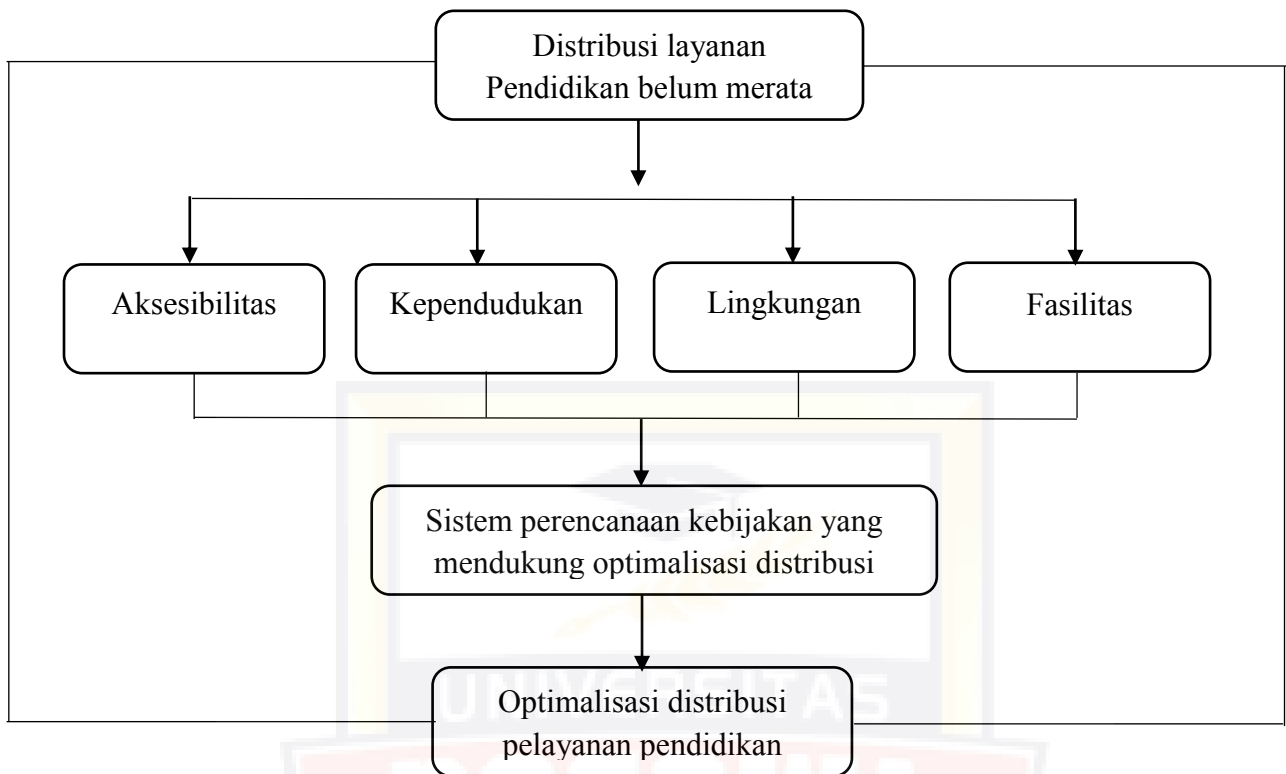 Distribusi layanan
Pendidikan belum merata
Aksesibilitas
Kependudukan
Lingkungan
Fasilitas
Sistem perencanaan kebijakan yang
mendukung optimalisasi distribusi
UNIVERSITAS
Optimalisasi distribusi
pelayanan pendidikan